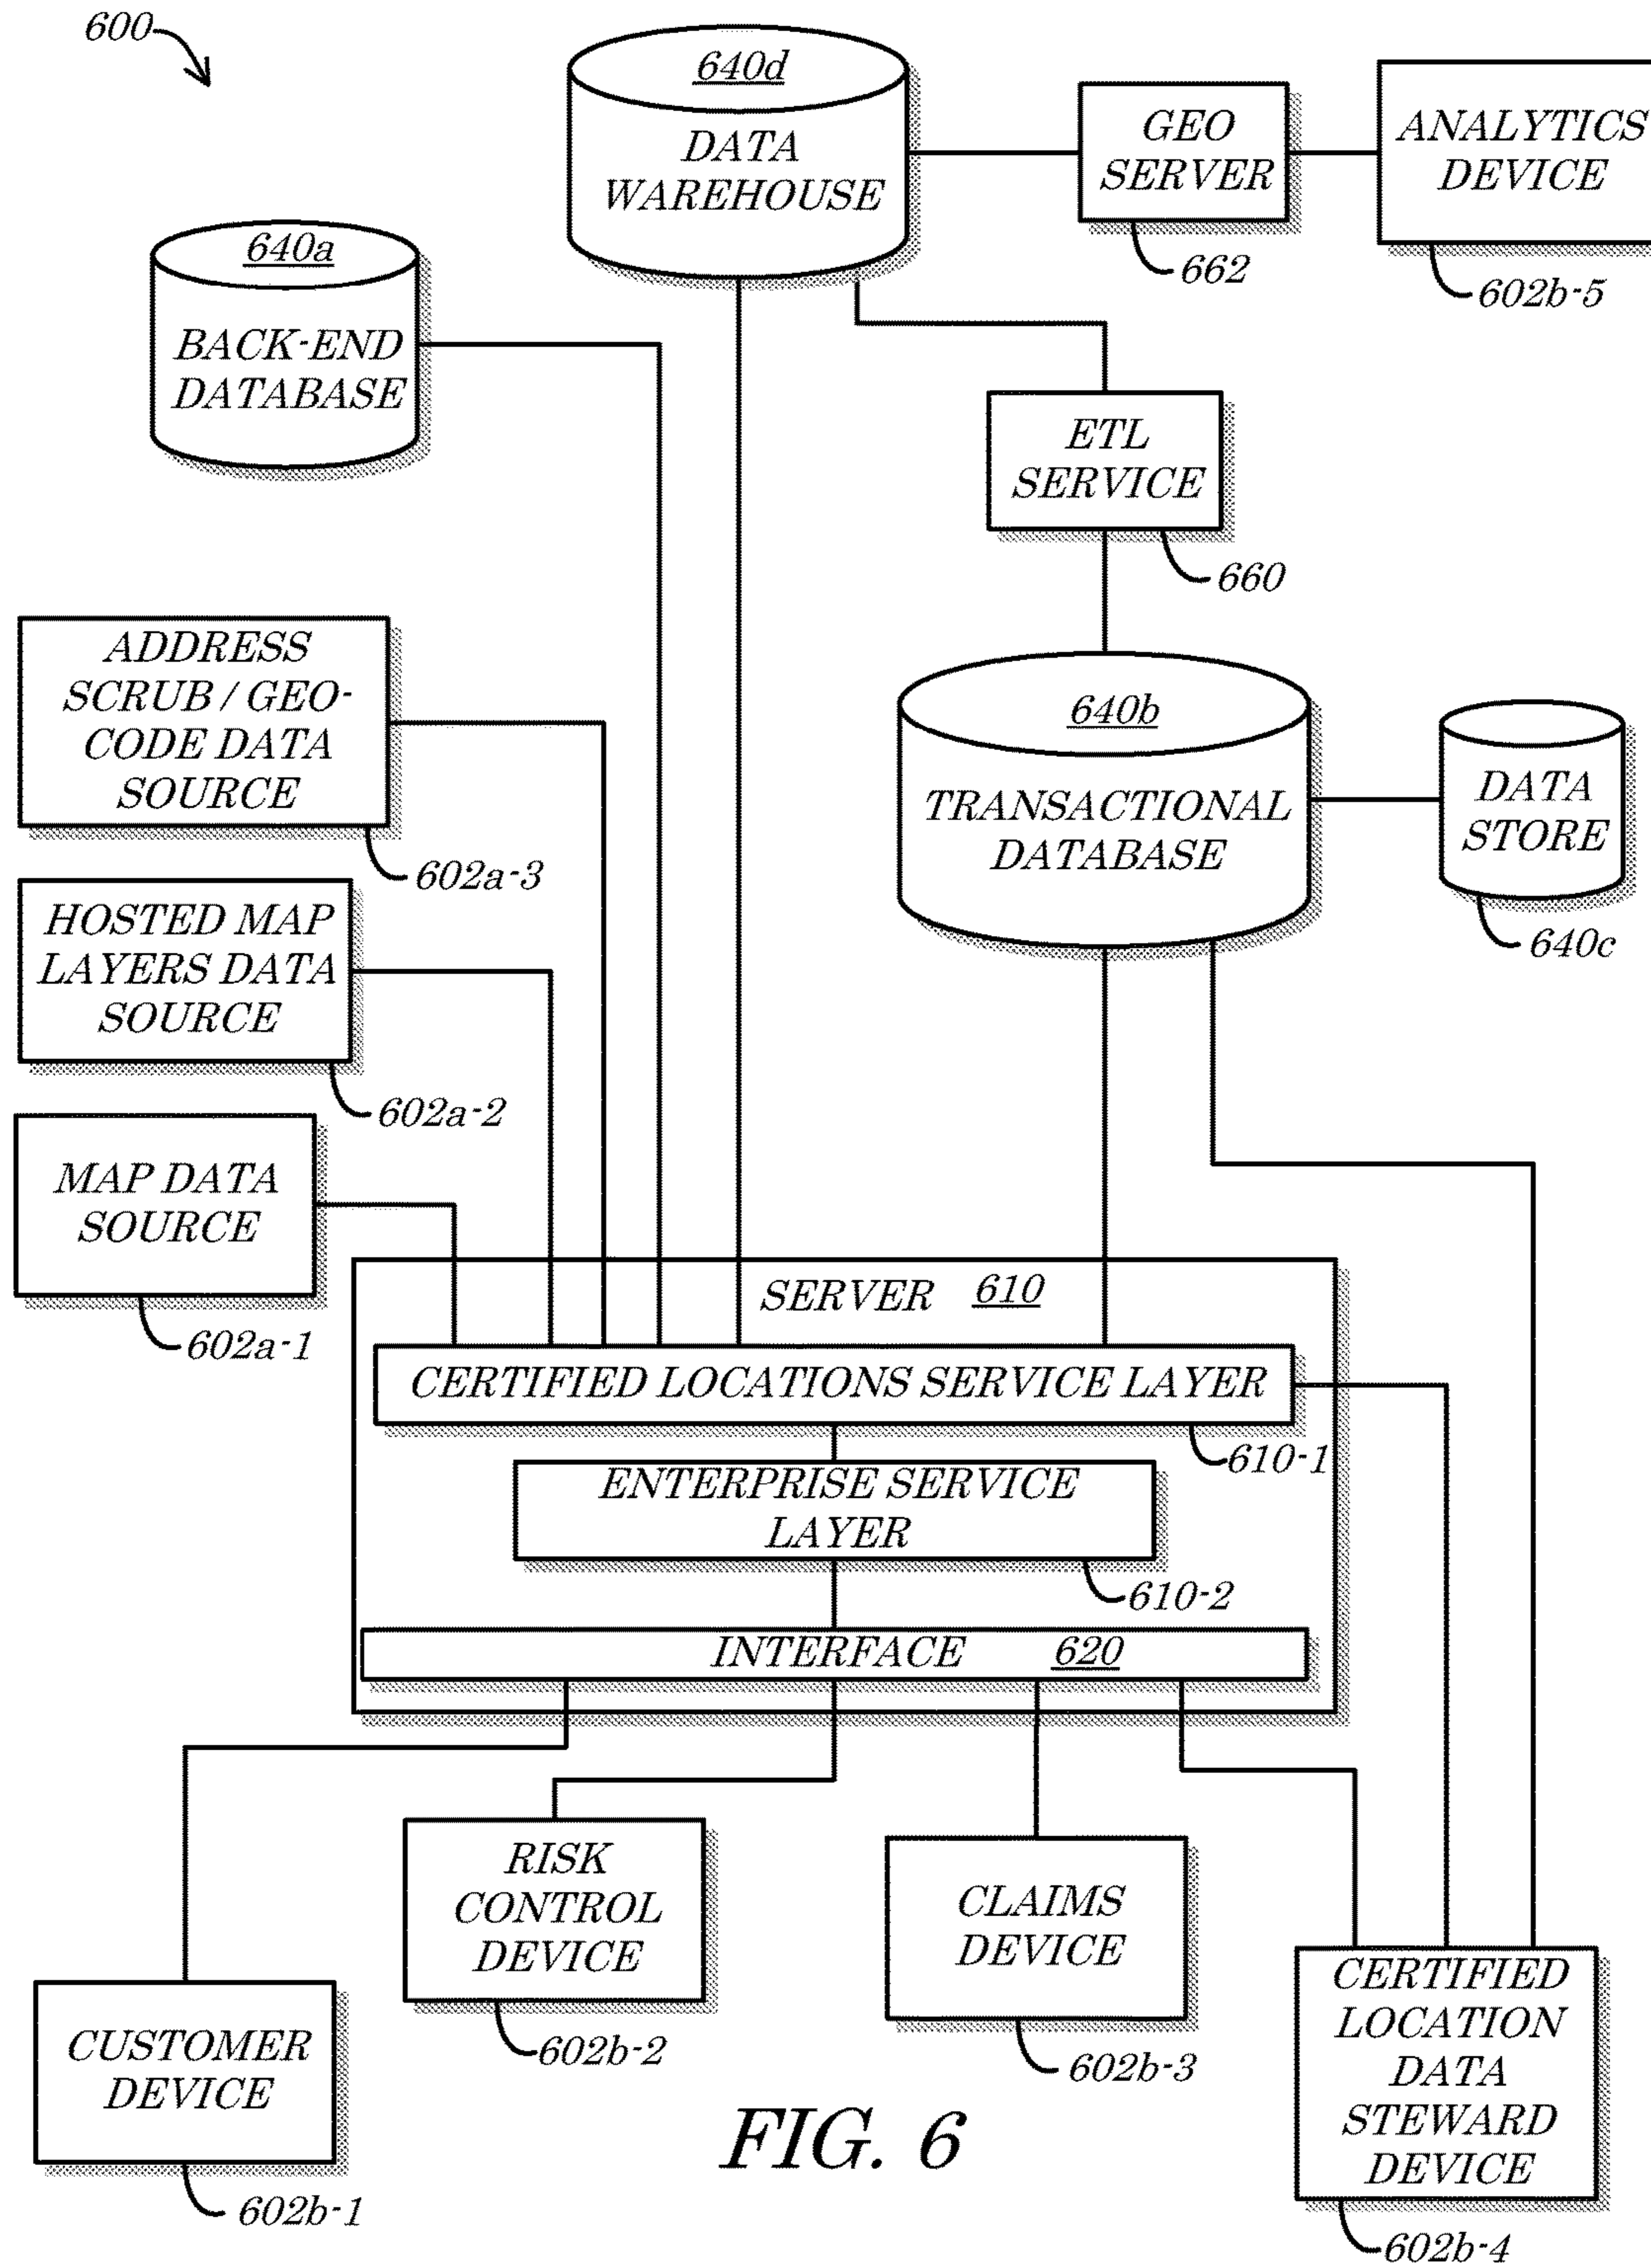 600
640d
DATA
WAREHOUSE
GEO
SERVER
662
ANALYTICS
DEVICE
602b-5
640a
BACK-END
DATABASE
ETL
SERVICE
660
ADDRESS
SCRUB / GEO-
CODE DATA
SOURCE
602a-3
640b
TRANSACTIONAL
DATABASE
DATA
STORE
640c
HOSTED MAP
LAYERS DATA
SOURCE
602a-2
MAP DATA
SOURCE
602a-1
SERVER 610
CERTIFIED LOCATIONS SERVICE LAYER
610-1
ENTERPRISE SERVICE
LAYER
610-2
INTERFACE 620
RISK
CONTROL
DEVICE
602b-2
CLAIMS
DEVICE
602b-3
CUSTOMER
DEVICE
602b-1
CERTIFIED
LOCATION
DATA
STEWARD
DEVICE
602b-4
FIG. 6